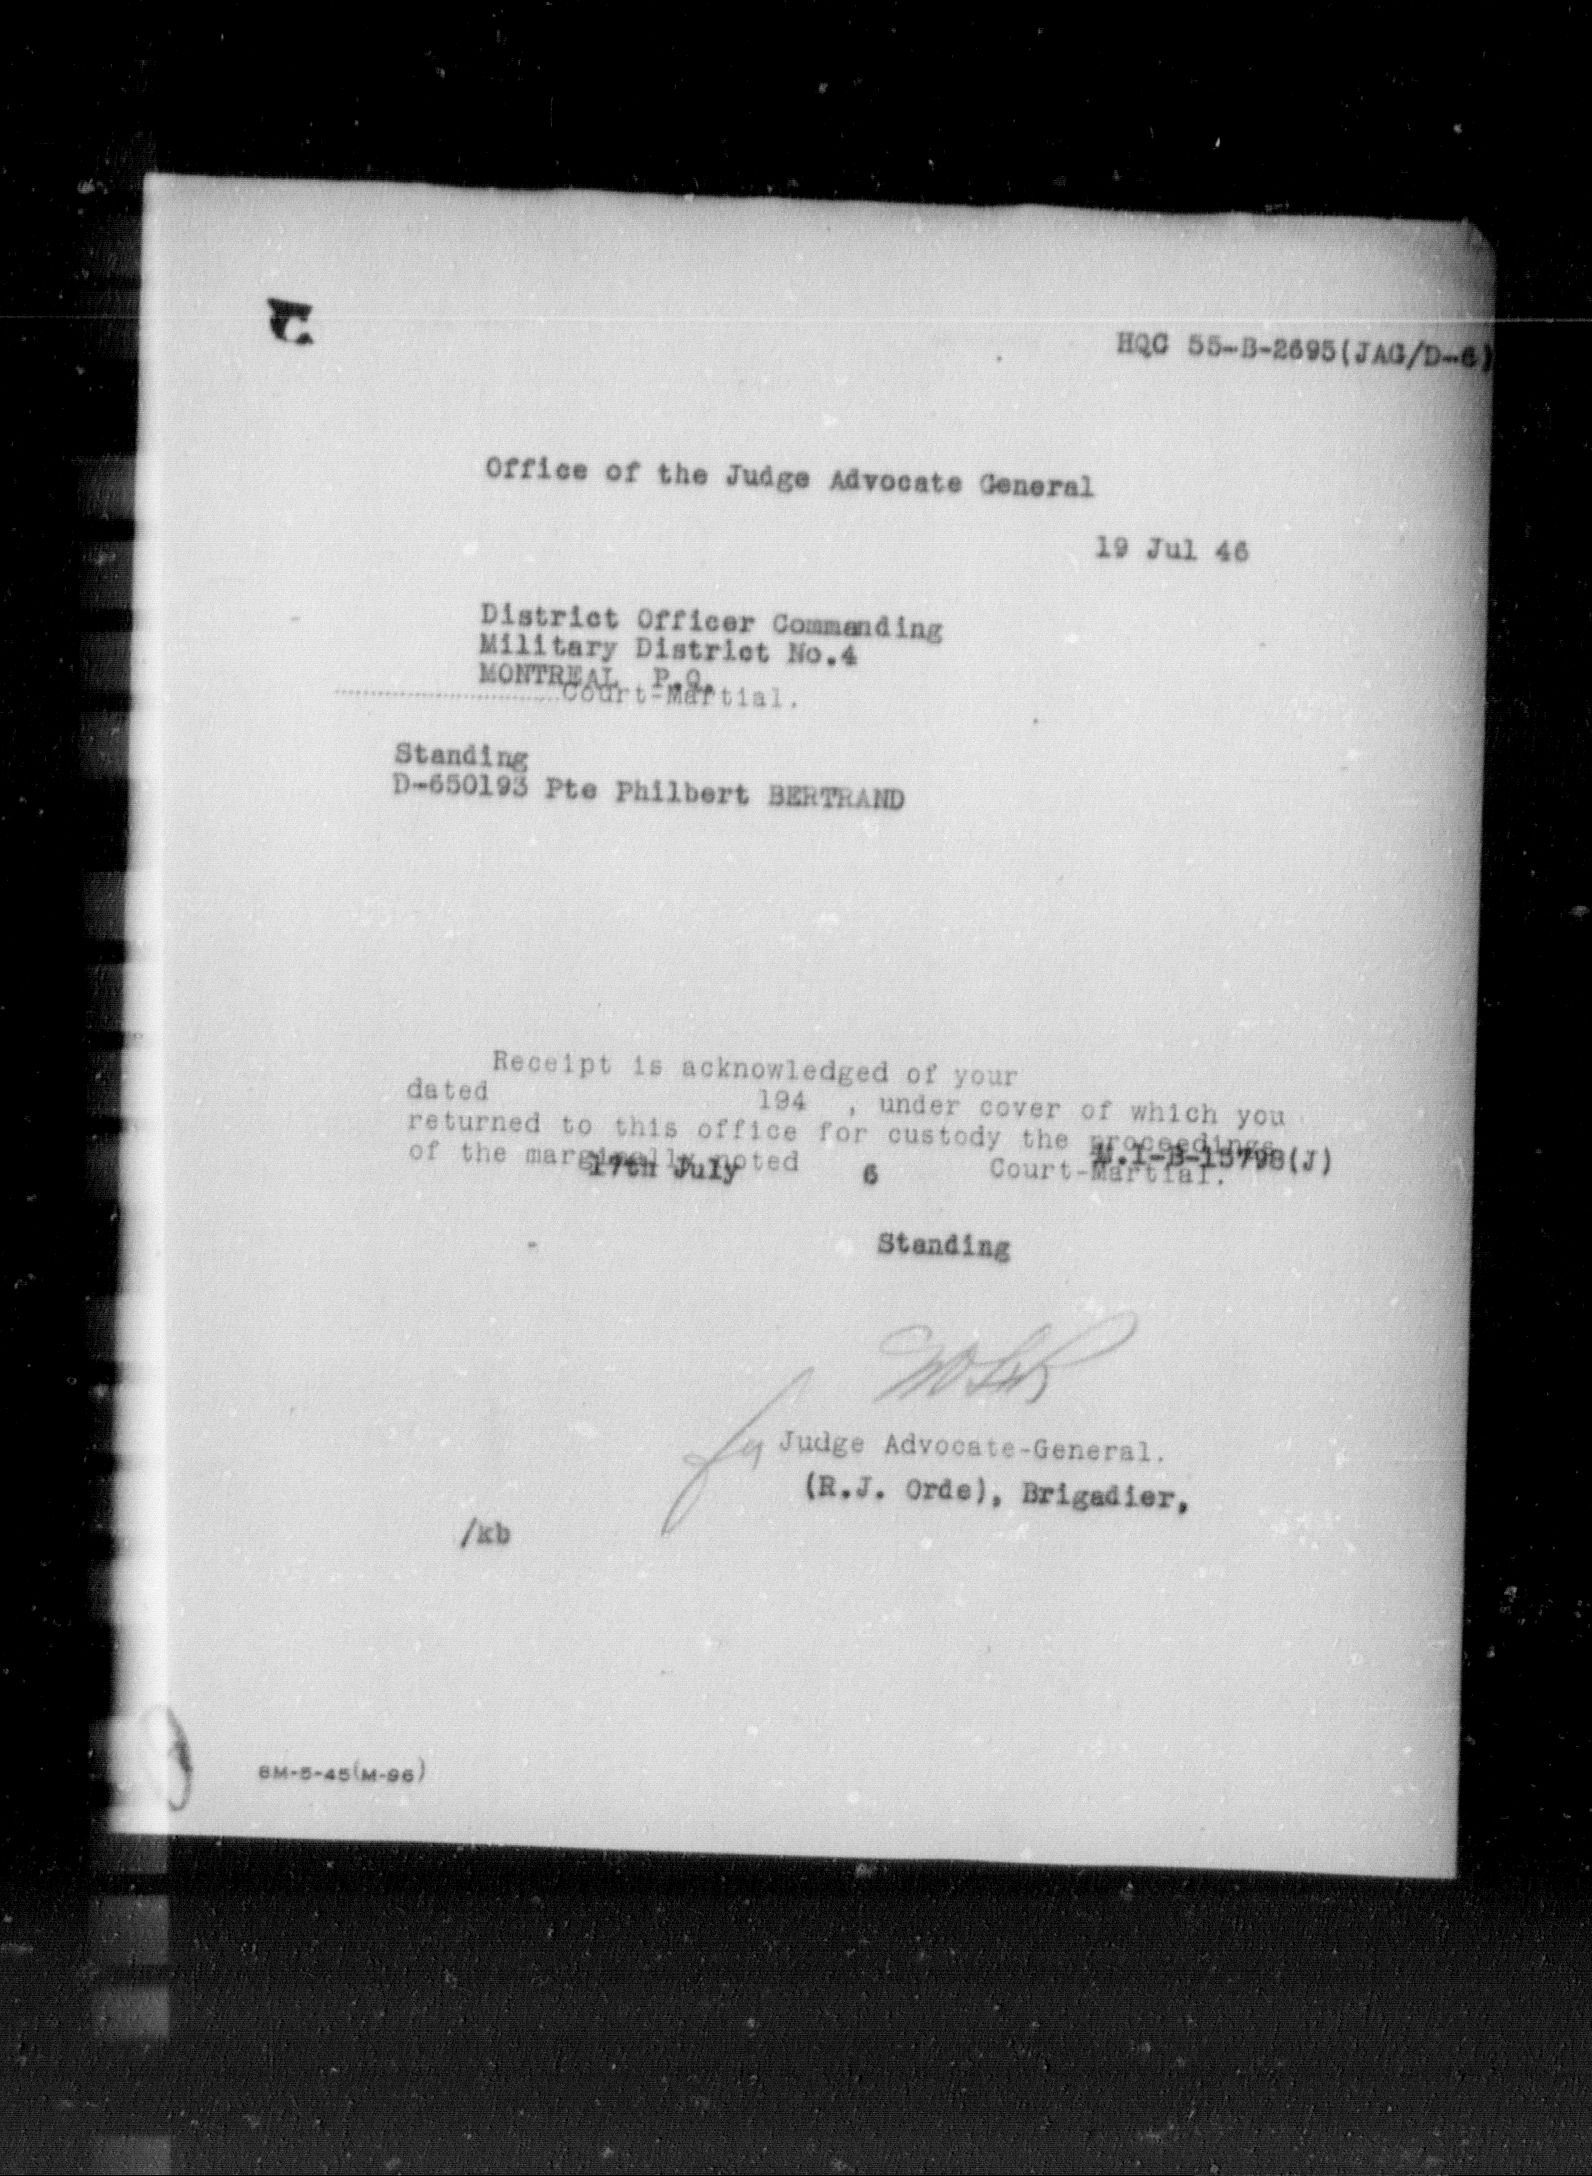 C
HQC 55-B-2695(JAG/D-6)
Office of the Judge Advocate General
19 Jul 46
District Officer Commanding
Military District No.4
MONTREAL P.Q.
Court-Martial.
Standing
D-650193 Pte Philbert BERTRAND
Receipt is acknowledged of your
dated 194 , under cover of which you
returned to this office for custody the proceedings
of the marginally noted Court-Martial.
17th July 6 M.I-B-15798(J)
Standing
for Judge Advocate-General.
(R.J. Orde), Brigadier,
/kb
8M-5-45(M-96)